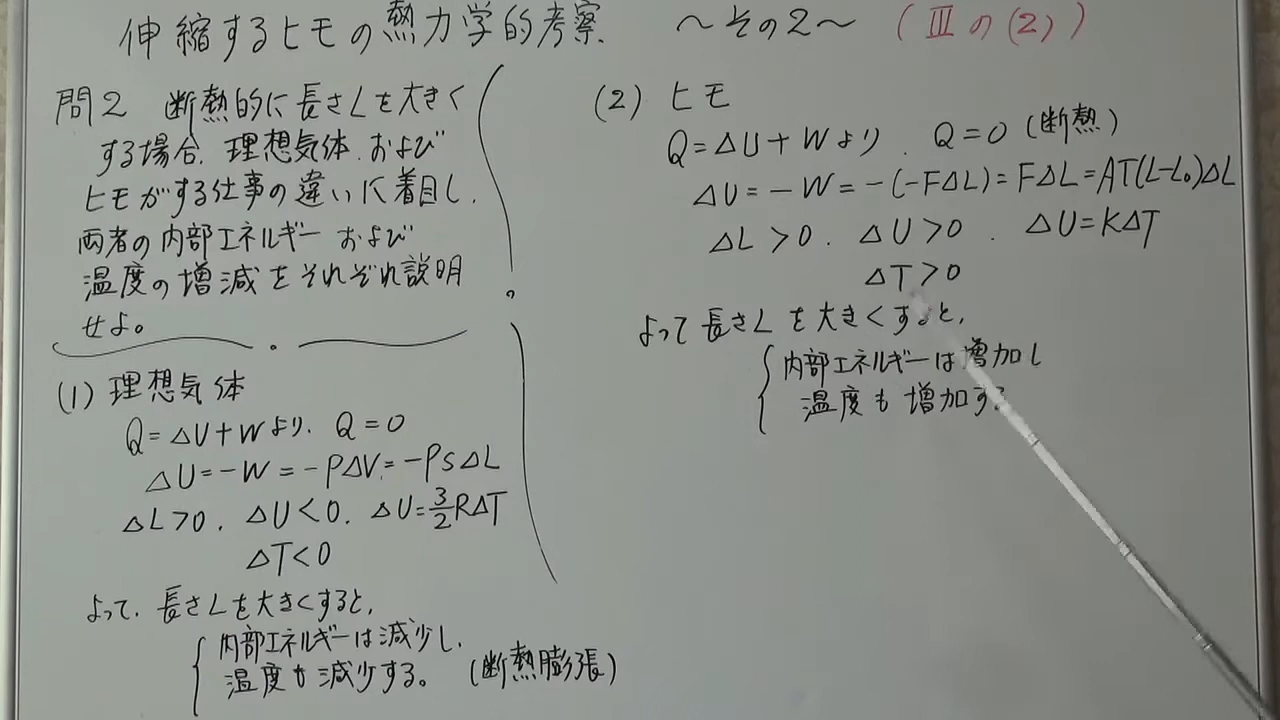 伸縮するヒモの熱力学的考察 ～その2～ (Ⅲの(2))
問2 断熱的に長さLを大きく
する場合、理想気体、および
ヒモがする仕事の違いに着目し、
両者の内部エネルギーおよび
温度の増減をそれぞれ説明
せよ。
(1) 理想気体
Q=ΔU+Wより、Q=0
ΔU=-W=-PΔV=-PSΔL
ΔL>0、ΔU<0、ΔU=3/2RΔT
ΔT<0
よって、長さLを大きくすると、
内部エネルギーは減少し、
温度も減少する。(断熱膨張)
(2) ヒモ
Q=ΔU+Wより、Q=0(断熱)
ΔU=-W=-(-FΔL)=FΔL=AT(L-L₀)ΔL
ΔL>0、ΔU>0、ΔU=KΔT
ΔT>0
よって長さLを大きくすると、
内部エネルギーは増加し
温度も増加する